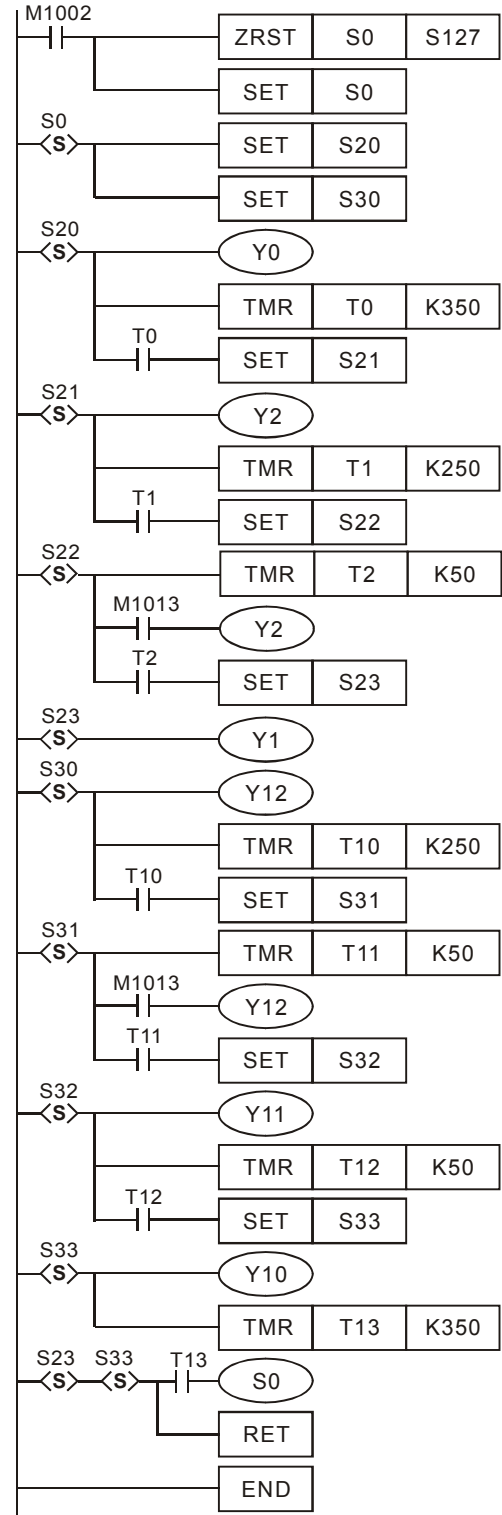 M1002
ZRST S0 S127
SET S0
S0
S SET S20
SET S30
S20
S Y0
TMR T0 K350
T0
SET S21
S21
S Y2
TMR T1 K250
T1
SET S22
S22
S TMR T2 K50
M1013
Y2
T2
SET S23
S23
S Y1
S30
S Y12
TMR T10 K250
T10
SET S31
S31
S TMR T11 K50
M1013
Y12
T11
SET S32
S32
S Y11
TMR T12 K50
T12
SET S33
S33
S Y10
TMR T13 K350
S23 S33 T13
S S S0
RET
END